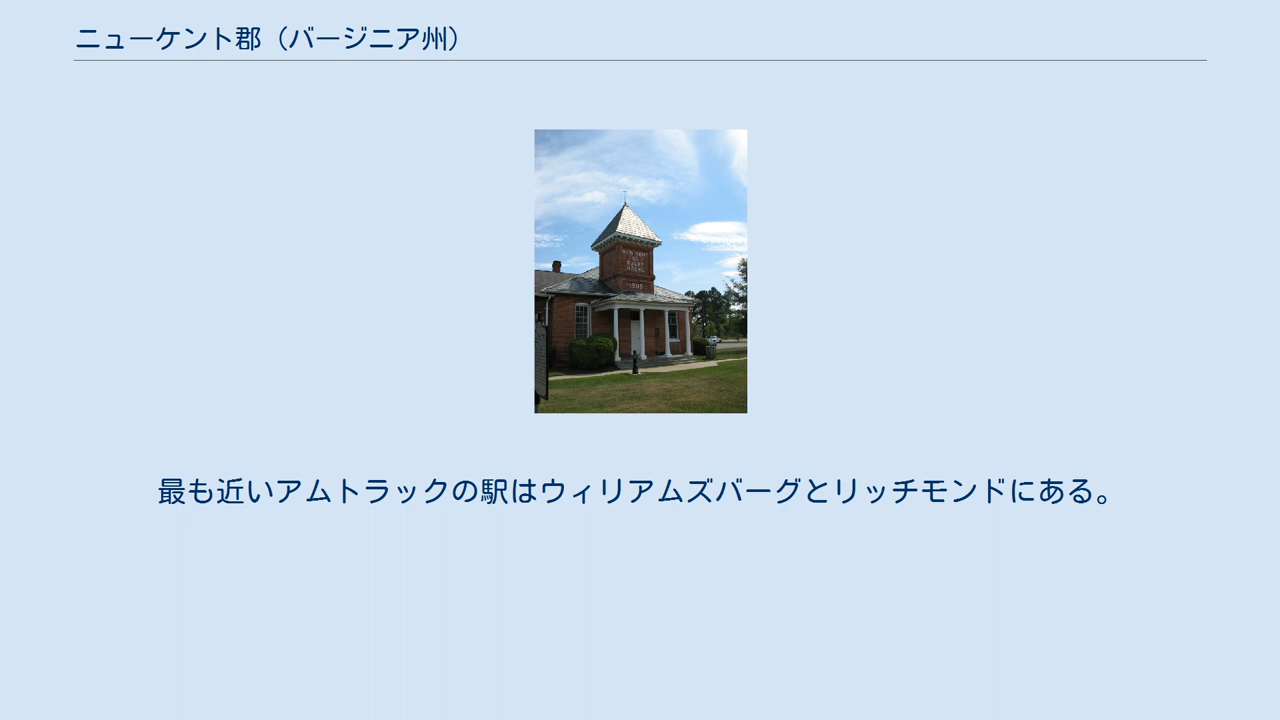 ニューケント郡（バージニア州）
1909
最も近いアムトラックの駅はウィリアムズバーグとリッチモンドにある。